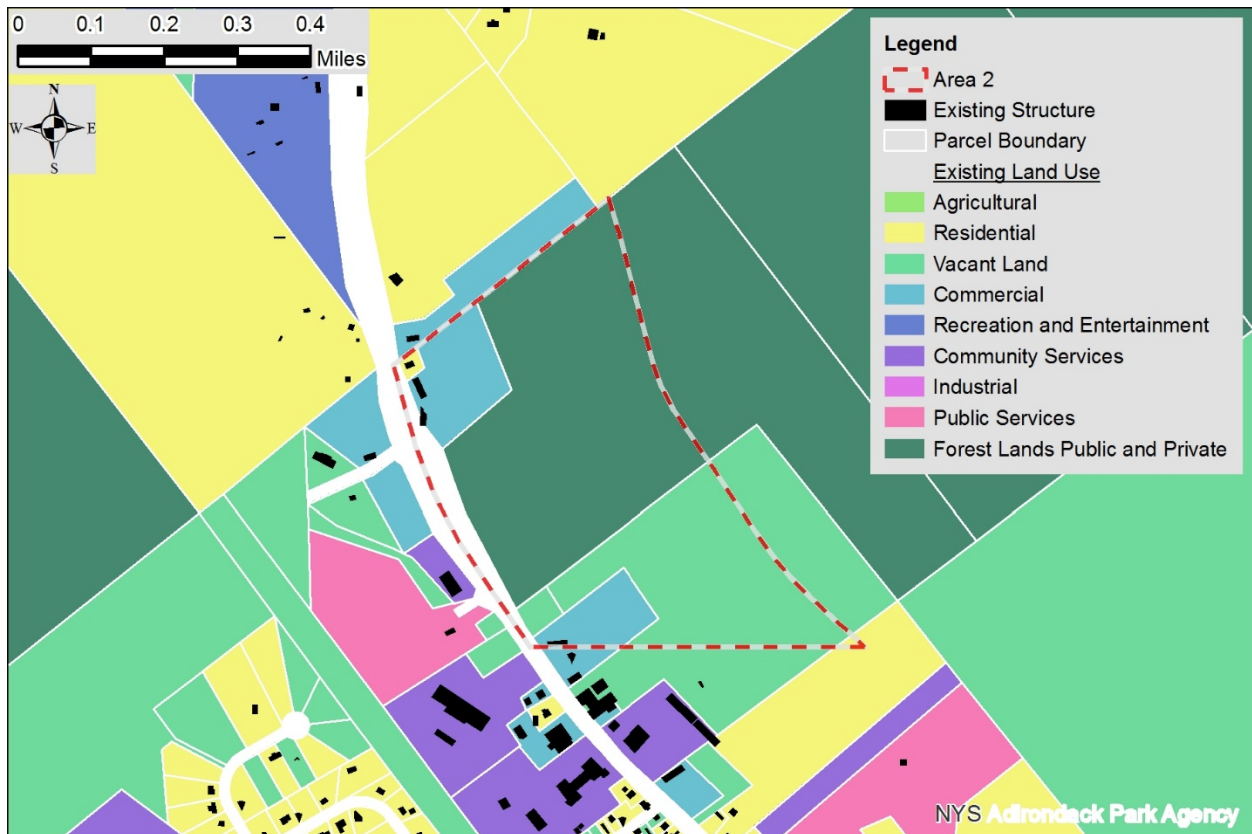 0 0.1 0.2 0.3 0.4
Miles
N
W E
S
Legend
Area 2
Existing Structure
Parcel Boundary
Existing Land Use
Agricultural
Residential
Vacant Land
Commercial
Recreation and Entertainment
Community Services
Industrial
Public Services
Forest Lands Public and Private
NYS Adirondack Park Agency